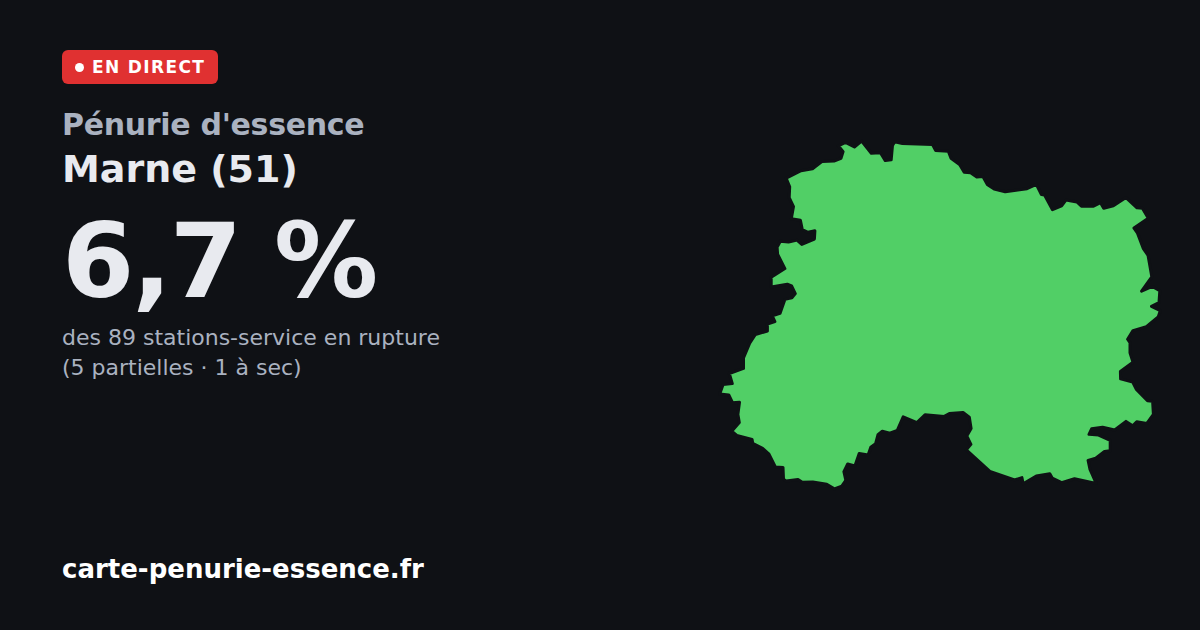 EN DIRECT
Pénurie d'essence
Marne (51)
6,7 %
des 89 stations-service en rupture
(5 partielles · 1 à sec)
carte-penurie-essence.fr